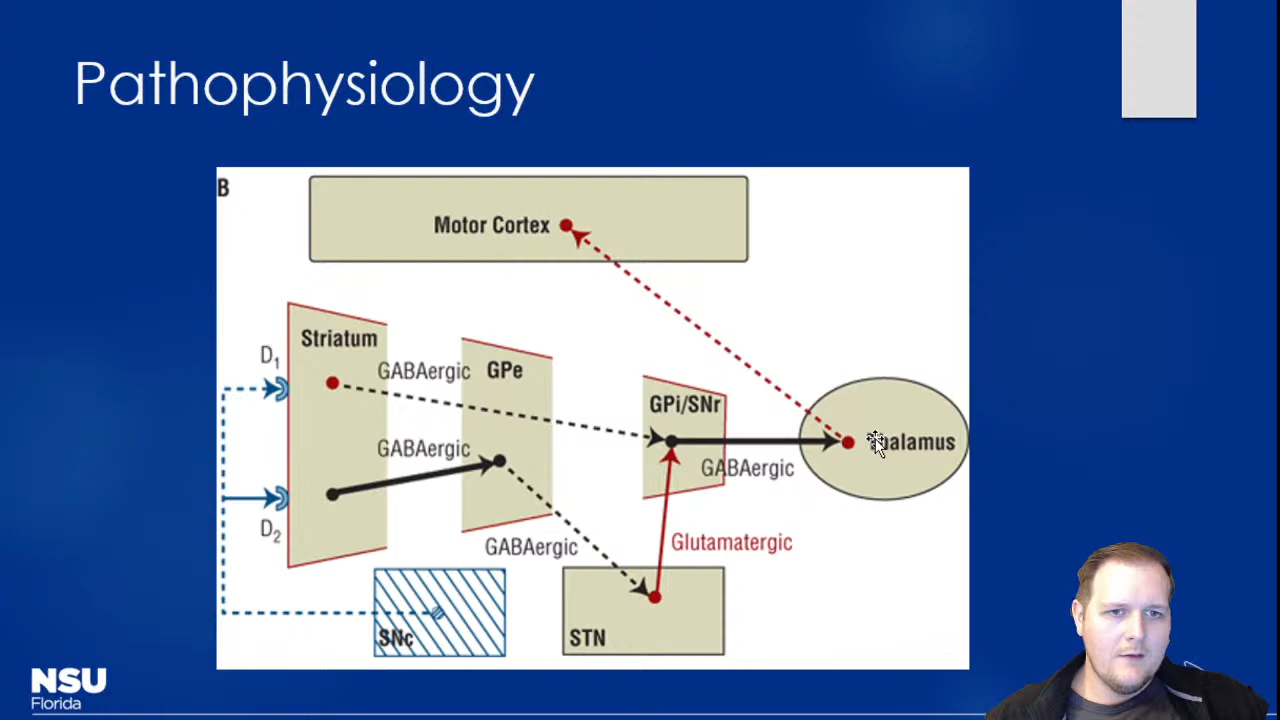 Pathophysiology
B
Motor Cortex
Striatum
D1
GABAergic
GPe
GPi/SNr
GABAergic
GABAergic
Thalamus
D2
GABAergic
Glutamatergic
SNc
STN
NSU
Florida